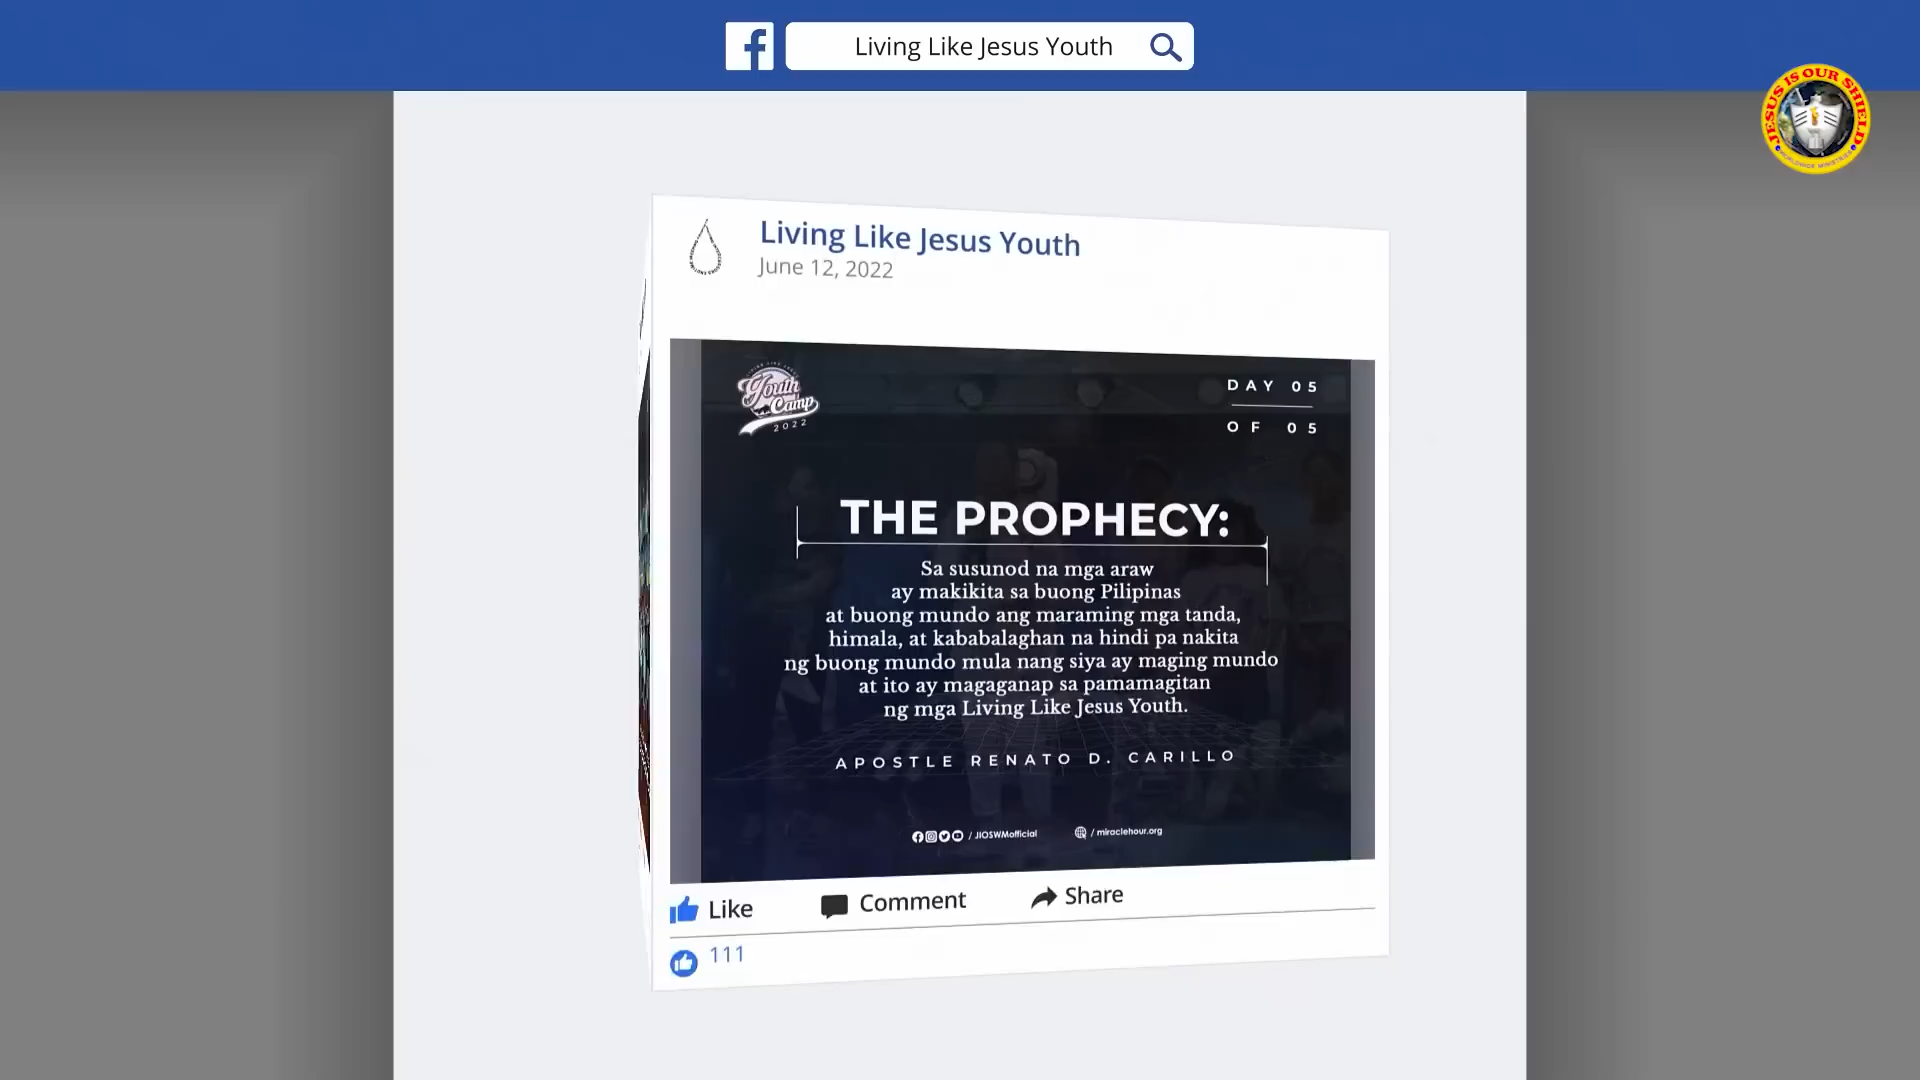 Living Like Jesus Youth
JESUS IS OUR SHIELD
WORLDWIDE MINISTRIES
Living Like Jesus Youth
June 12, 2022
Youth
Camp
2022
DAY 05
OF 05
THE PROPHECY:
Sa susunod na mga araw
ay makikita sa buong Pilipinas
at buong mundo ang maraming mga tanda,
himala, at kababalaghan na hindi pa nakita
ng buong mundo mula nang siya ay maging mundo
at ito ay magaganap sa pamamagitan
ng mga Living Like Jesus Youth.
APOSTLE RENATO D. CARILLO
/ JIOSWMofficial
/ miraclehour.org
Like
Comment
Share
111